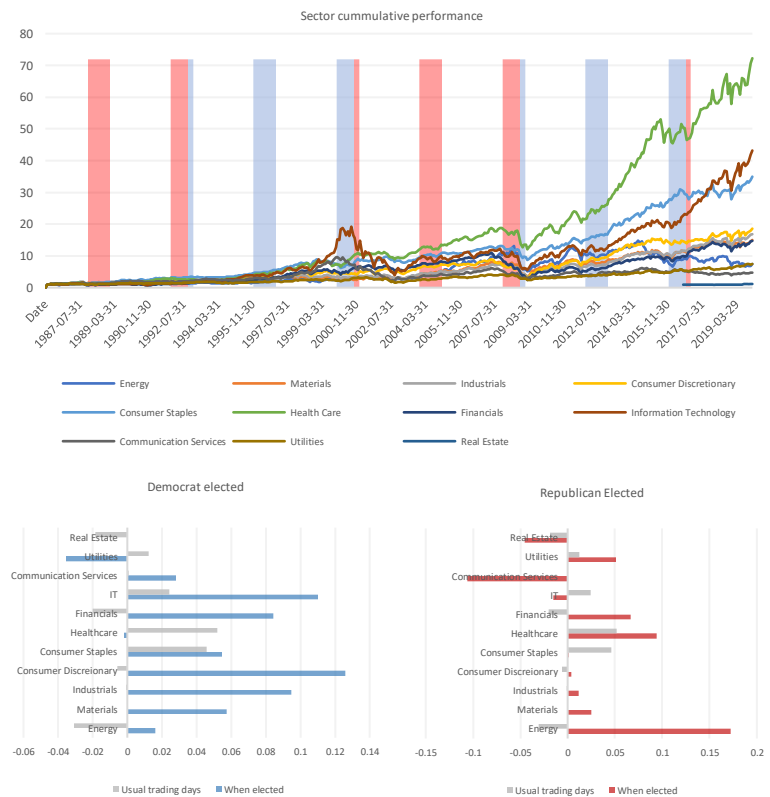 Sector cummulative performance
80
70
60
50
40
30
20
10
0
Date
1987-07-31
1989-03-31
1990-11-30
1992-07-31
1994-03-31
1995-11-30
1997-07-31
1999-03-31
2000-11-30
2002-07-31
2004-03-31
2005-11-30
2007-07-31
2009-03-31
2010-11-30
2012-07-31
2014-03-31
2015-11-30
2017-07-31
2019-03-29
Energy Materials Industrials Consumer Discretionary
Consumer Staples Health Care Financials Information Technology
Communication Services Utilities Real Estate
Democrat elected
Real Estate
Utilities
Communication Services
IT
Financials
Healthcare
Consumer Staples
Consumer Discreionary
Industrials
Materials
Energy
-0.06 -0.04 -0.02 0 0.02 0.04 0.06 0.08 0.1 0.12 0.14
Usual trading days When elected
Republican Elected
Real Estate
Utilities
Communication Services
IT
Financials
Healthcare
Consumer Staples
Consumer Discreionary
Industrials
Materials
Energy
-0.15 -0.1 -0.05 0 0.05 0.1 0.15 0.2
Usual trading days When elected